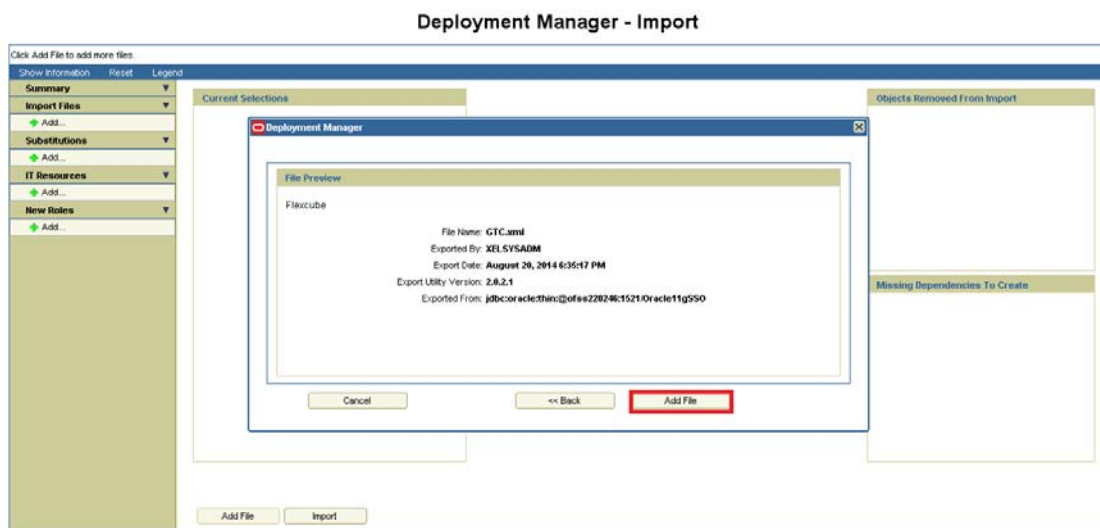 Deployment Manager - Import
Click Add File to add more files.
Show Information Reset Legend
Summary
Import Files
Add...
Substitutions
Add...
IT Resources
Add...
New Roles
Add...
Current Selections
Objects Removed From Import
Missing Dependencies To Create
Deployment Manager
File Preview
Flexcube
File Name: GTC.xml
Exported By: XELSYSADM
Export Date: August 20, 2014 6:35:17 PM
Export Utility Version: 2.0.2.1
Exported From: jdbc:oracle:thin:@ofss220246:1521/Oracle11gSSO
Cancel << Back Add File
Add File Import